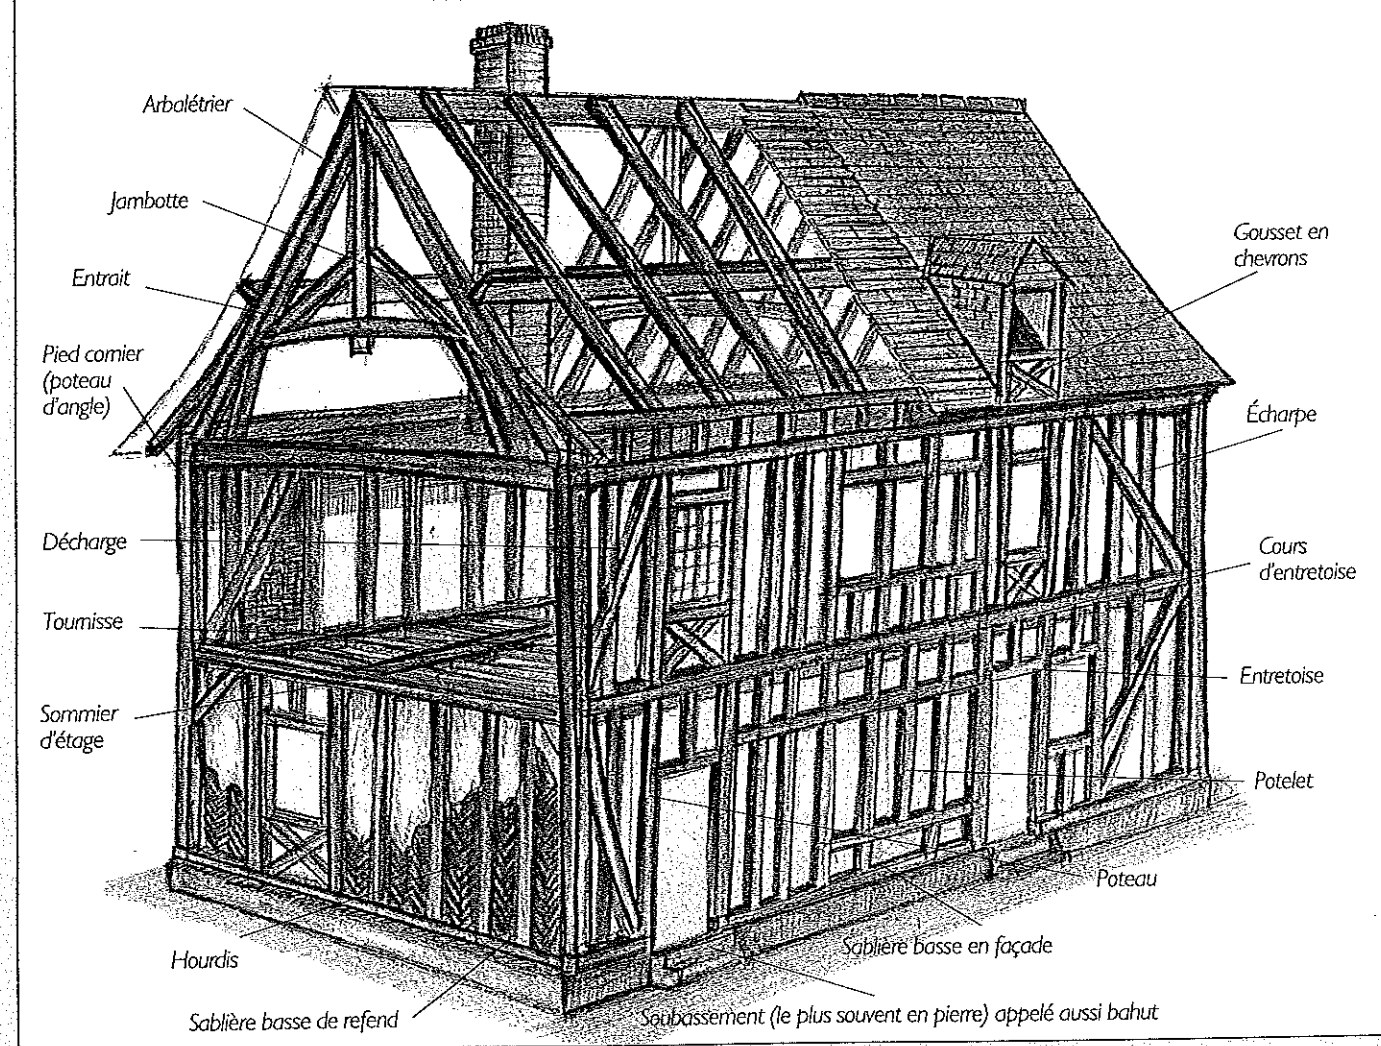 Arbalétrier
Jambotte
Entrait
Pied cornier
(poteau
d'angle)
Décharge
Tournisse
Sommier
d'étage
Hourdis
Sablière basse de refend
Gousset en
chevrons
Écharpe
Cours
d'entretoise
Entretoise
Potelet
Poteau
Sablière basse en façade
Soubassement (le plus souvent en pierre) appelé aussi bahut